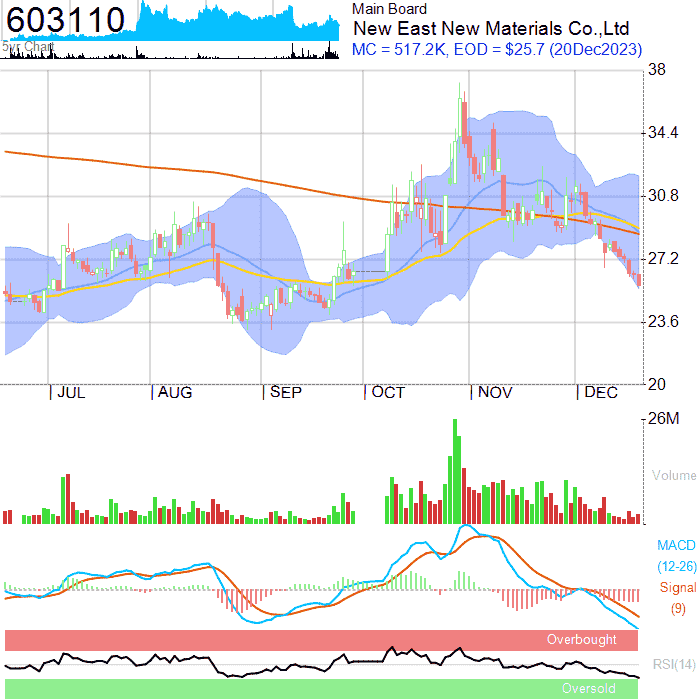 603110
5yr Chart
Main Board
New East New Materials Co.,Ltd
MC = 517.2K, EOD = $25.7 (20Dec2023)
38
34.4
30.8
27.2
23.6
20
JUL AUG SEP OCT NOV DEC
26M
Volume
MACD
(12-26)
Signal
(9)
Overbought
RSI(14)
Oversold